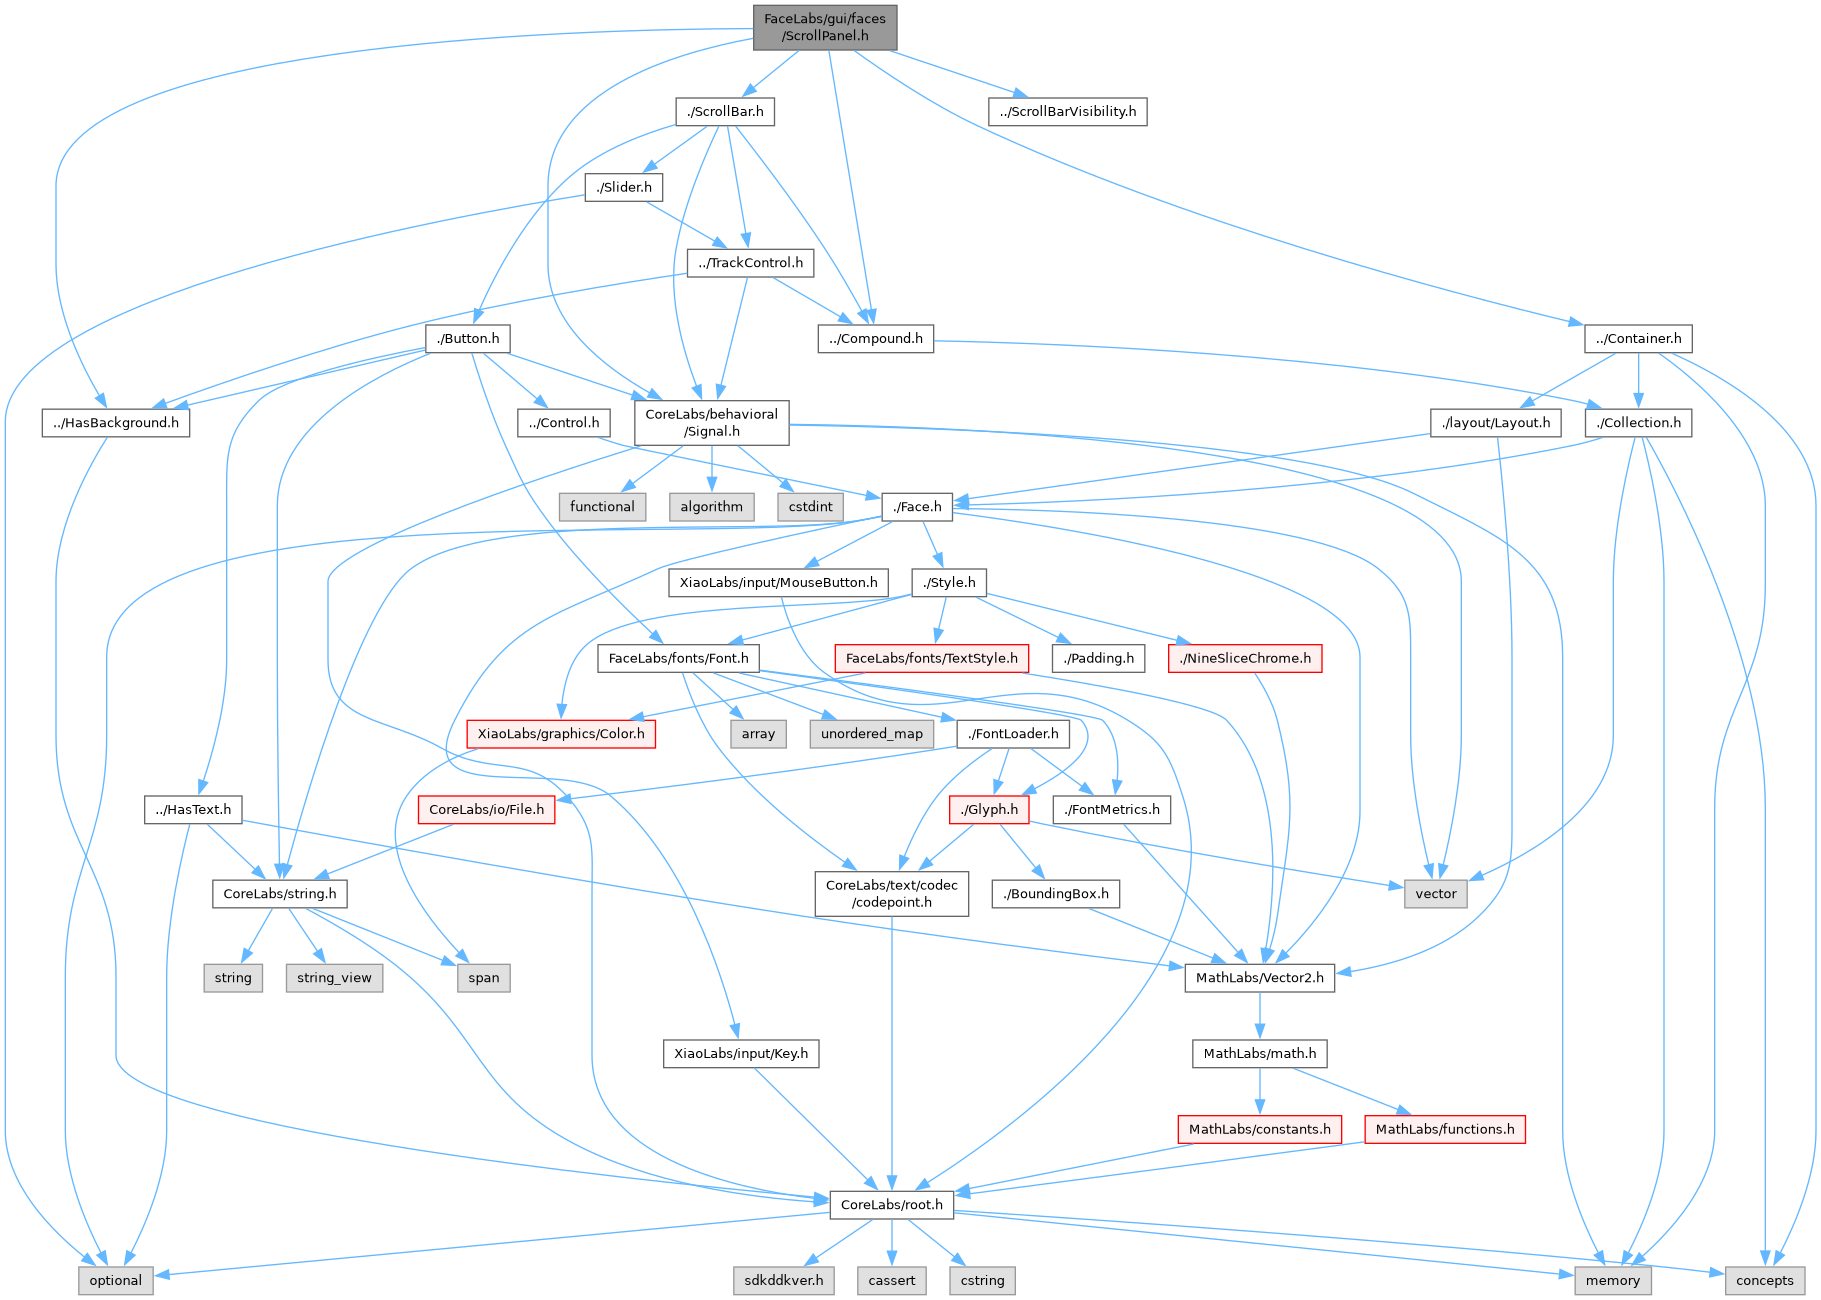 FaceLabs/gui/faces
/ScrollPanel.h
./ScrollBar.h
../ScrollBarVisibility.h
./Slider.h
../TrackControl.h
./Button.h
../Compound.h
../Container.h
../HasBackground.h
../Control.h
CoreLabs/behavioral
/Signal.h
./layout/Layout.h
./Collection.h
functional
algorithm
cstdint
./Face.h
XiaoLabs/input/MouseButton.h
./Style.h
FaceLabs/fonts/Font.h
FaceLabs/fonts/TextStyle.h
./Padding.h
./NineSliceChrome.h
XiaoLabs/graphics/Color.h
array
unordered_map
./FontLoader.h
../HasText.h
CoreLabs/io/File.h
./Glyph.h
./FontMetrics.h
CoreLabs/string.h
CoreLabs/text/codec
/codepoint.h
./BoundingBox.h
vector
string
string_view
span
MathLabs/Vector2.h
XiaoLabs/input/Key.h
MathLabs/math.h
MathLabs/constants.h
MathLabs/functions.h
CoreLabs/root.h
optional
sdkddkver.h
cassert
cstring
memory
concepts